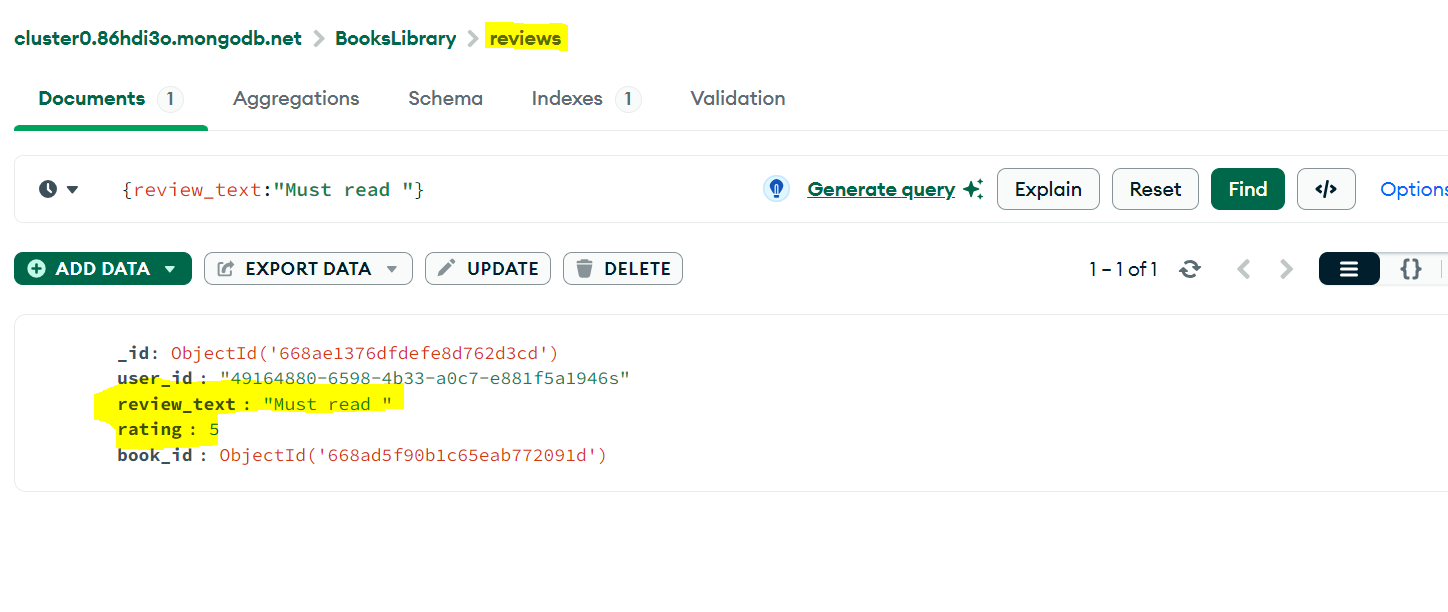 cluster0.86hdi3o.mongodb.net > BooksLibrary > reviews
Documents 1 Aggregations Schema Indexes 1 Validation
{review_text:"Must read "} Generate query Explain Reset Find </> Options
ADD DATA EXPORT DATA UPDATE DELETE 1 – 1 of 1 {}
_id: ObjectId('668ae1376dfdefe8d762d3cd')
user_id : "49164880-6598-4b33-a0c7-e881f5a1946s"
review_text : "Must read "
rating : 5
book_id : ObjectId('668ad5f90b1c65eab772091d')